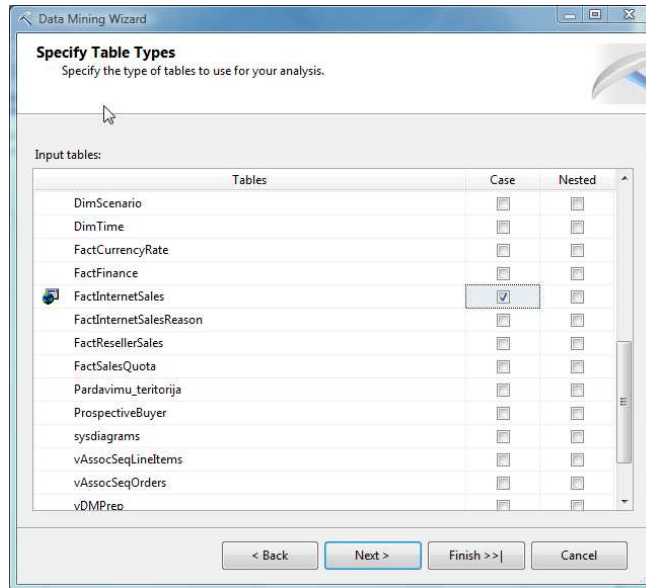 Data Mining Wizard
Specify Table Types
Specify the type of tables to use for your analysis.
Input tables:
Tables Case Nested
DimScenario
DimTime
FactCurrencyRate
FactFinance
FactInternetSales
FactInternetSalesReason
FactResellerSales
FactSalesQuota
Pardavimu_teritorija
ProspectiveBuyer
sysdiagrams
vAssocSeqLineItems
vAssocSeqOrders
vDMPrep
< Back Next > Finish >>| Cancel